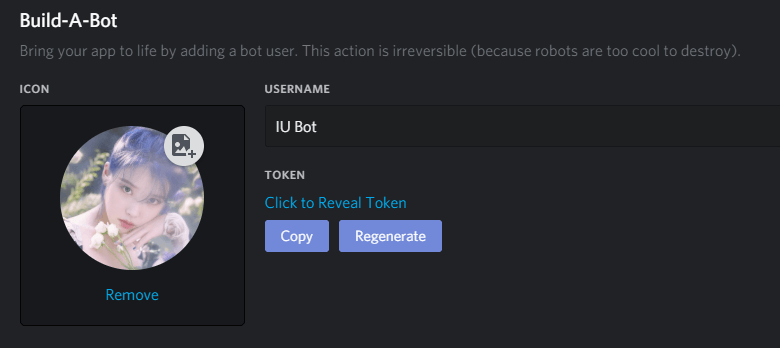 Build-A-Bot
Bring your app to life by adding a bot user. This action is irreversible (because robots are too cool to destroy).
ICON
USERNAME
IU Bot
TOKEN
Click to Reveal Token
Copy
Regenerate
Remove